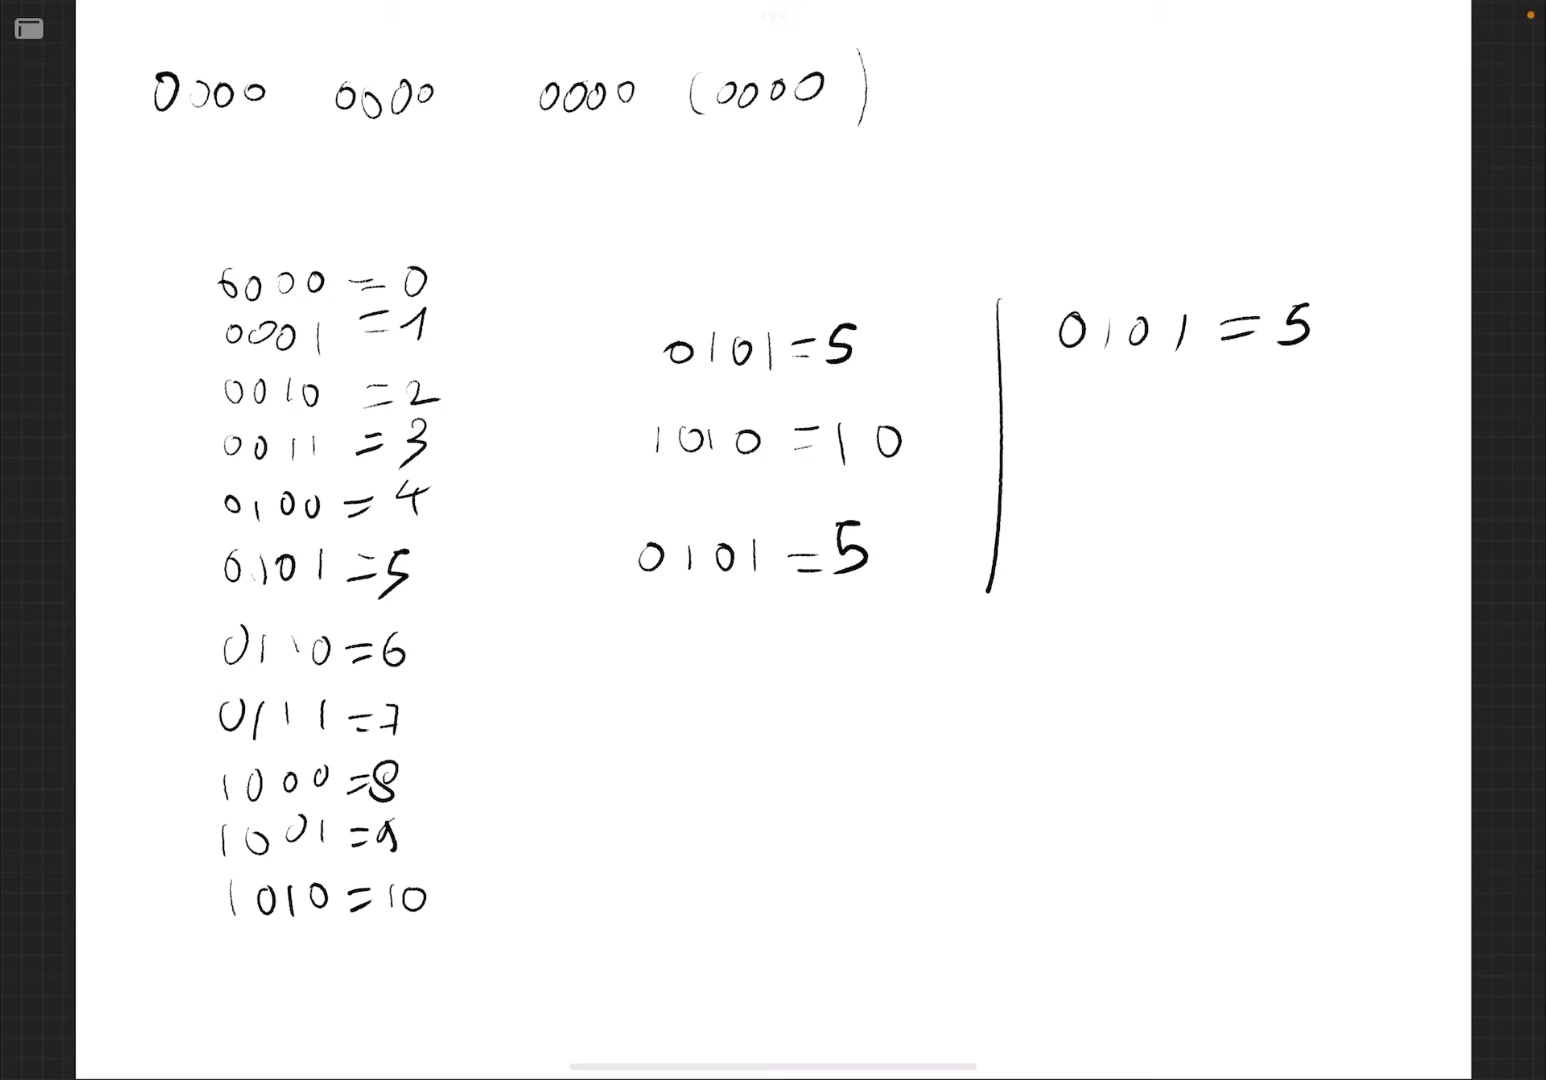 0000 0000 0000 (0000)
0000 = 0
0001 = 1
0010 = 2
0011 = 3
0100 = 4
0101 = 5
0110 = 6
0111 = 7
1000 = 8
1001 = 9
1010 = 10
0101 = 5
1010 = 10
0101 = 5
0101 = 5